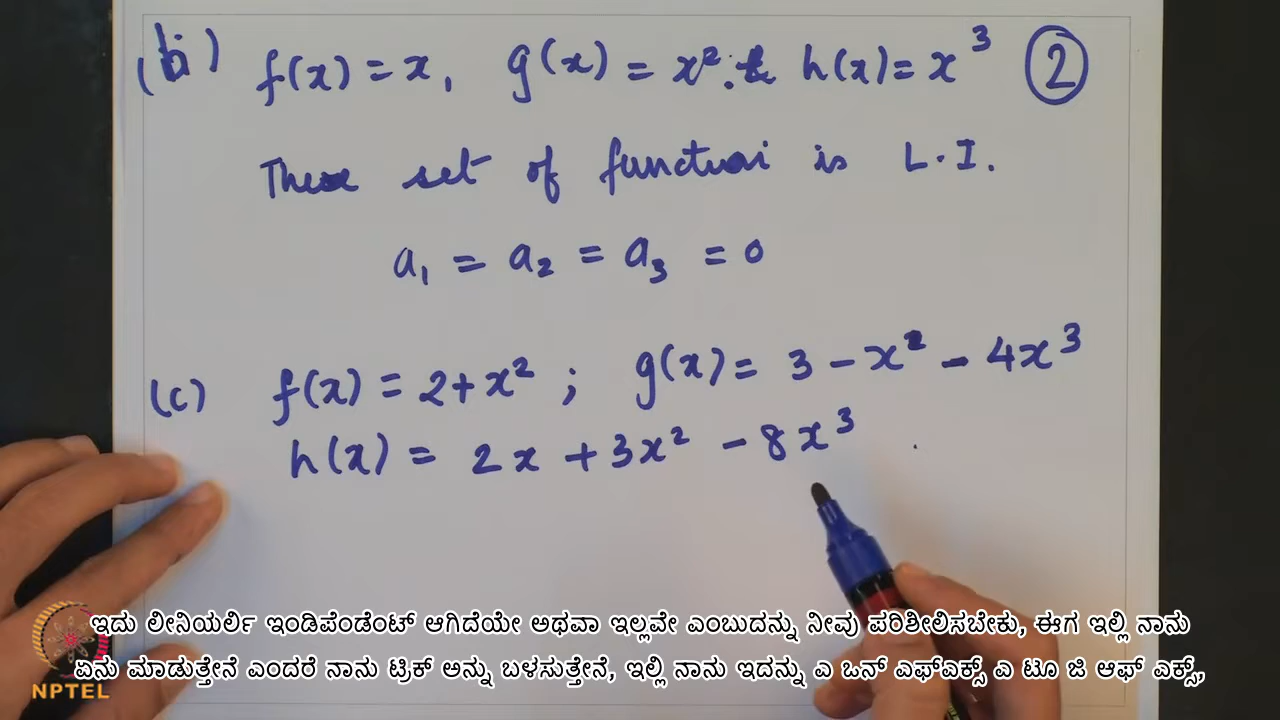 (b) f(x) = x, g(x) = x². & h(x) = x³ ②
These set of function is L.I.
a₁ = a₂ = a₃ = 0
(c) f(x) = 2+x² ; g(x) = 3 - x² - 4x³
h(x) = 2x + 3x² - 8x³
ಇದು ಲೀನಿಯರ್ಲಿ ಇಂಡಿಪೆಂಡೆಂಟ್ ಆಗಿದೆಯೇ ಅಥವಾ ಇಲ್ಲವೇ ಎಂಬುದನ್ನು ನೀವು ಪರಿಶೀಲಿಸಬೇಕು, ಈಗ ಇಲ್ಲಿ ನಾನು
ಏನು ಮಾಡುತ್ತೇನೆ ಎಂದರೆ ನಾನು ಟ್ರಿಕ್ ಅನ್ನು ಬಳಸುತ್ತೇನೆ, ಇಲ್ಲಿ ನಾನು ಇದನ್ನು ಎ ಒನ್ ಎಫ್ಎಕ್ಸ್ ಎ ಟೂ ಜಿ ಆಫ್ ಎಕ್ಸ್,
NPTEL